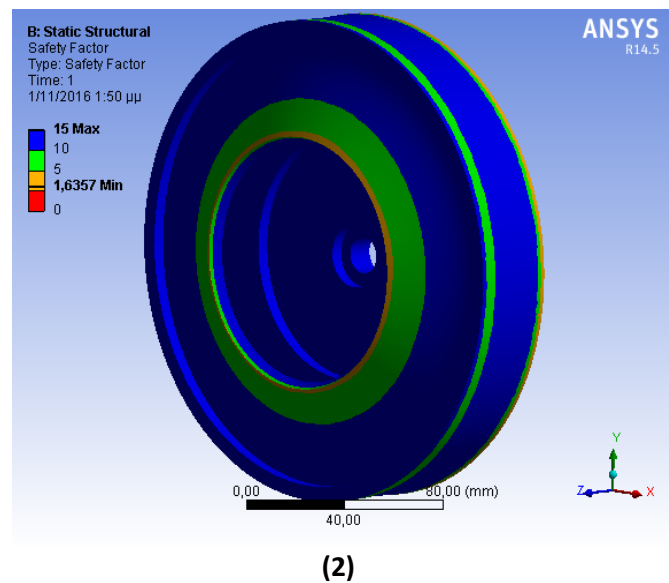 B: Static Structural
Safety Factor
Type: Safety Factor
Time: 1
1/11/2016 1:50 μμ
15 Max
10
5
1,6357 Min
0
ANSYS
R14.5
0,00
80,00 (mm)
40,00
Y
Z
X
(2)